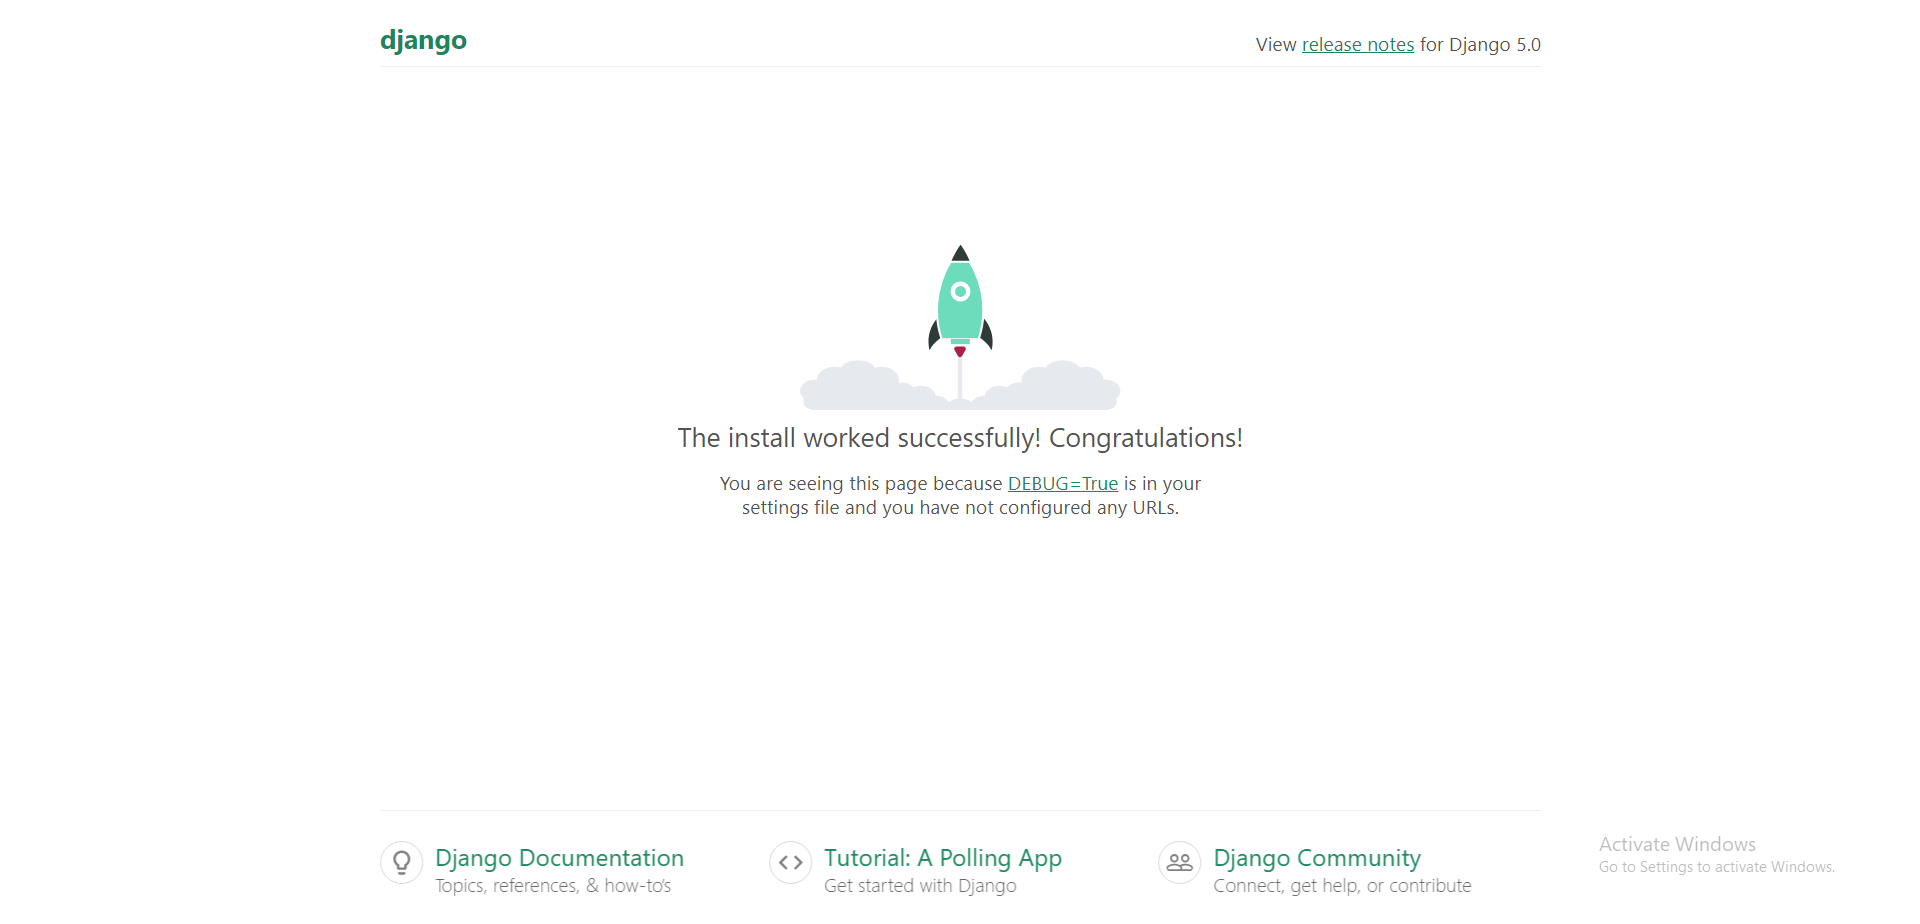 django
View release notes for Django 5.0
The install worked successfully! Congratulations!
You are seeing this page because DEBUG=True is in your
settings file and you have not configured any URLs.
Django Documentation
Topics, references, & how-to's
Tutorial: A Polling App
Get started with Django
Django Community
Connect, get help, or contribute
Activate Windows
Go to Settings to activate Windows.